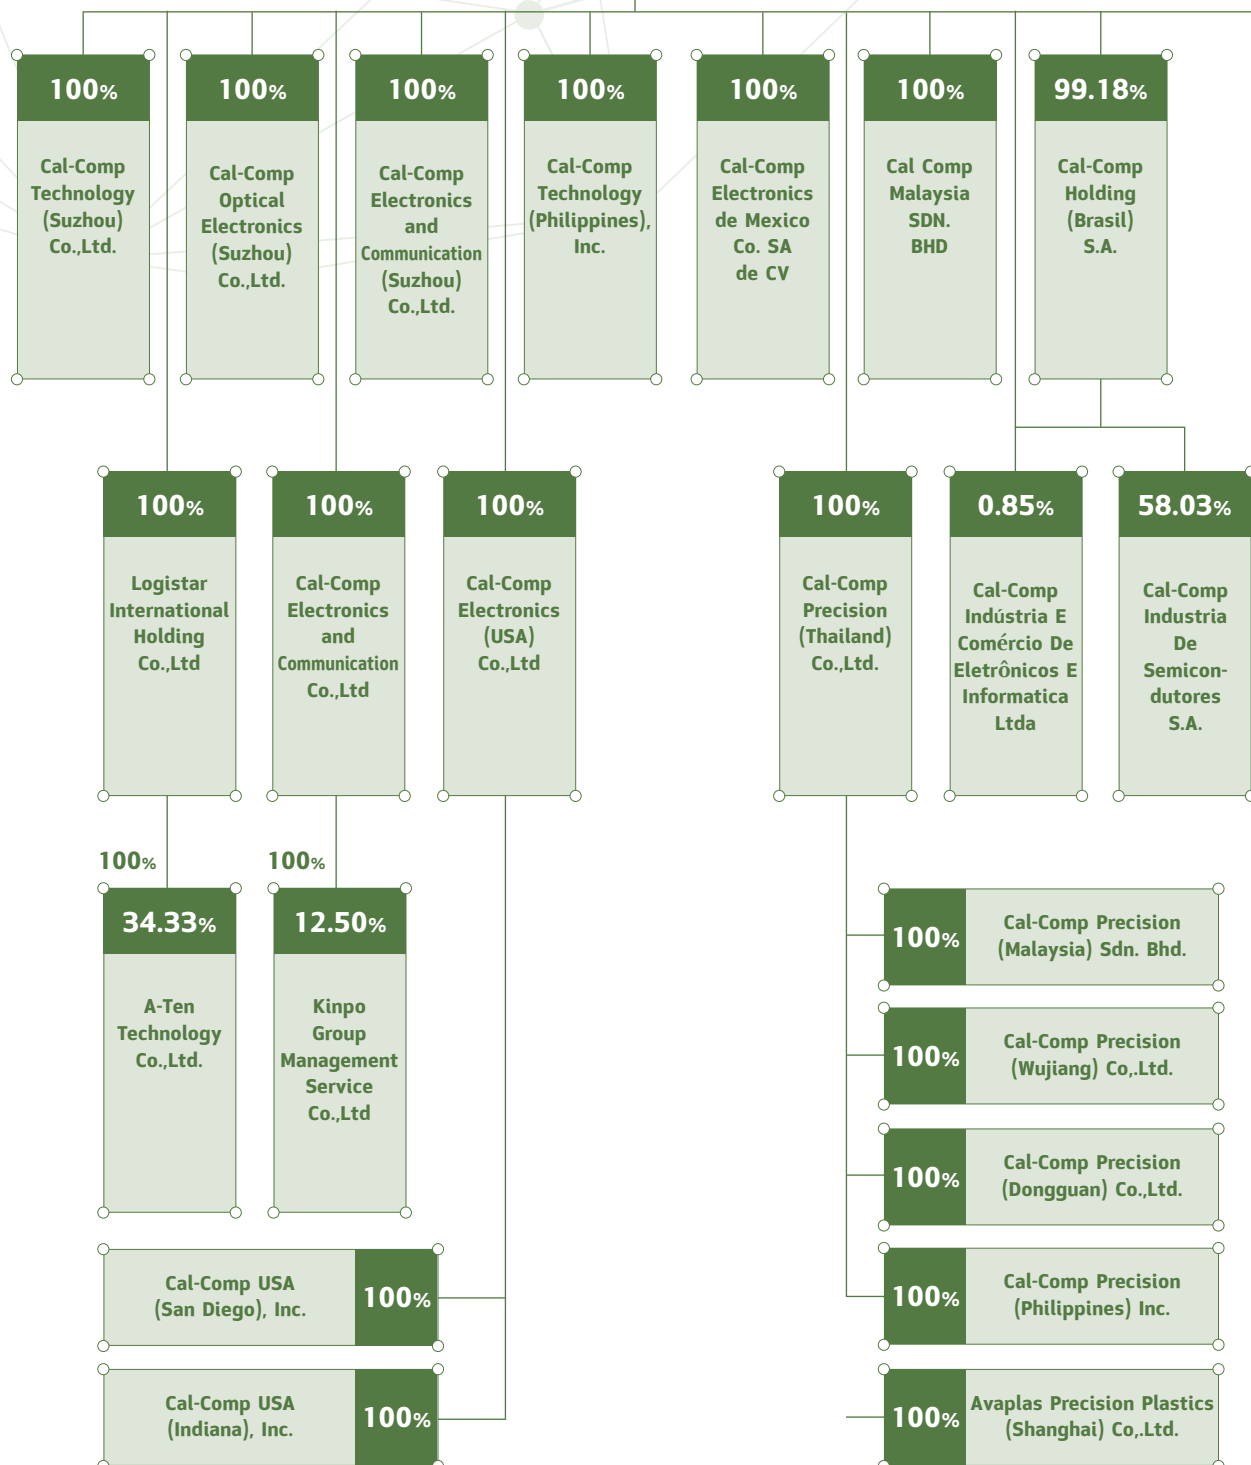 100%
Cal-Comp
Technology
(Suzhou)
Co.,Ltd.
100%
Cal-Comp
Optical
Electronics
(Suzhou)
Co.,Ltd.
100%
Cal-Comp
Electronics
and
Communication
(Suzhou)
Co.,Ltd.
100%
Cal-Comp
Technology
(Philippines),
Inc.
100%
Cal-Comp
Electronics
de Mexico
Co. SA
de CV
100%
Cal Comp
Malaysia
SDN.
BHD
99.18%
Cal-Comp
Holding
(Brasil)
S.A.
100%
Logistar
International
Holding
Co.,Ltd
100%
Cal-Comp
Electronics
and
Communication
Co.,Ltd
100%
Cal-Comp
Electronics
(USA)
Co.,Ltd
100%
Cal-Comp
Precision
(Thailand)
Co.,Ltd.
0.85%
Cal-Comp
Indústria E
Comércio De
Eletrônicos E
Informatica
Ltda
58.03%
Cal-Comp
Industria
De
Semicon-
dutores
S.A.
100%
34.33%
A-Ten
Technology
Co.,Ltd.
100%
12.50%
Kinpo
Group
Management
Service
Co.,Ltd
Cal-Comp USA
(San Diego), Inc.
100%
Cal-Comp USA
(Indiana), Inc.
100%
100%
Cal-Comp Precision
(Malaysia) Sdn. Bhd.
100%
Cal-Comp Precision
(Wujiang) Co,.Ltd.
100%
Cal-Comp Precision
(Dongguan) Co.,Ltd.
100%
Cal-Comp Precision
(Philippines) Inc.
100%
Avaplas Precision Plastics
(Shanghai) Co,.Ltd.